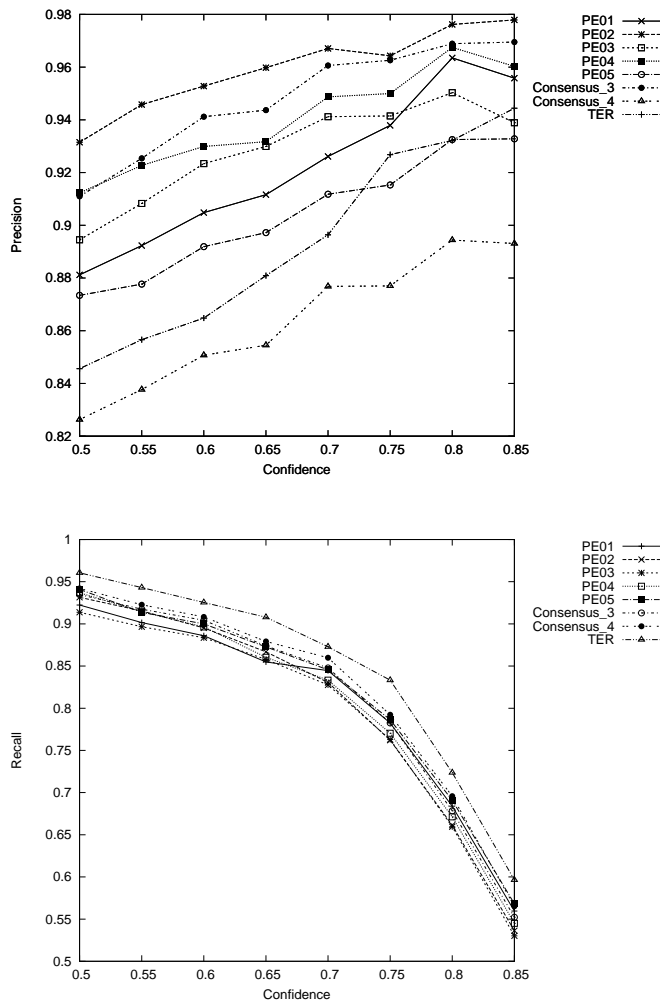 0.98
0.96
0.94
0.92
0.9
0.88
0.86
0.84
0.82
Precision
0.5 0.55 0.6 0.65 0.7 0.75 0.8 0.85
Confidence
PE01
PE02
PE03
PE04
PE05
Consensus_3
Consensus_4
TER
1
0.95
0.9
0.85
0.8
0.75
0.7
0.65
0.6
0.55
0.5
Recall
0.5 0.55 0.6 0.65 0.7 0.75 0.8 0.85
Confidence
PE01
PE02
PE03
PE04
PE05
Consensus_3
Consensus_4
TER